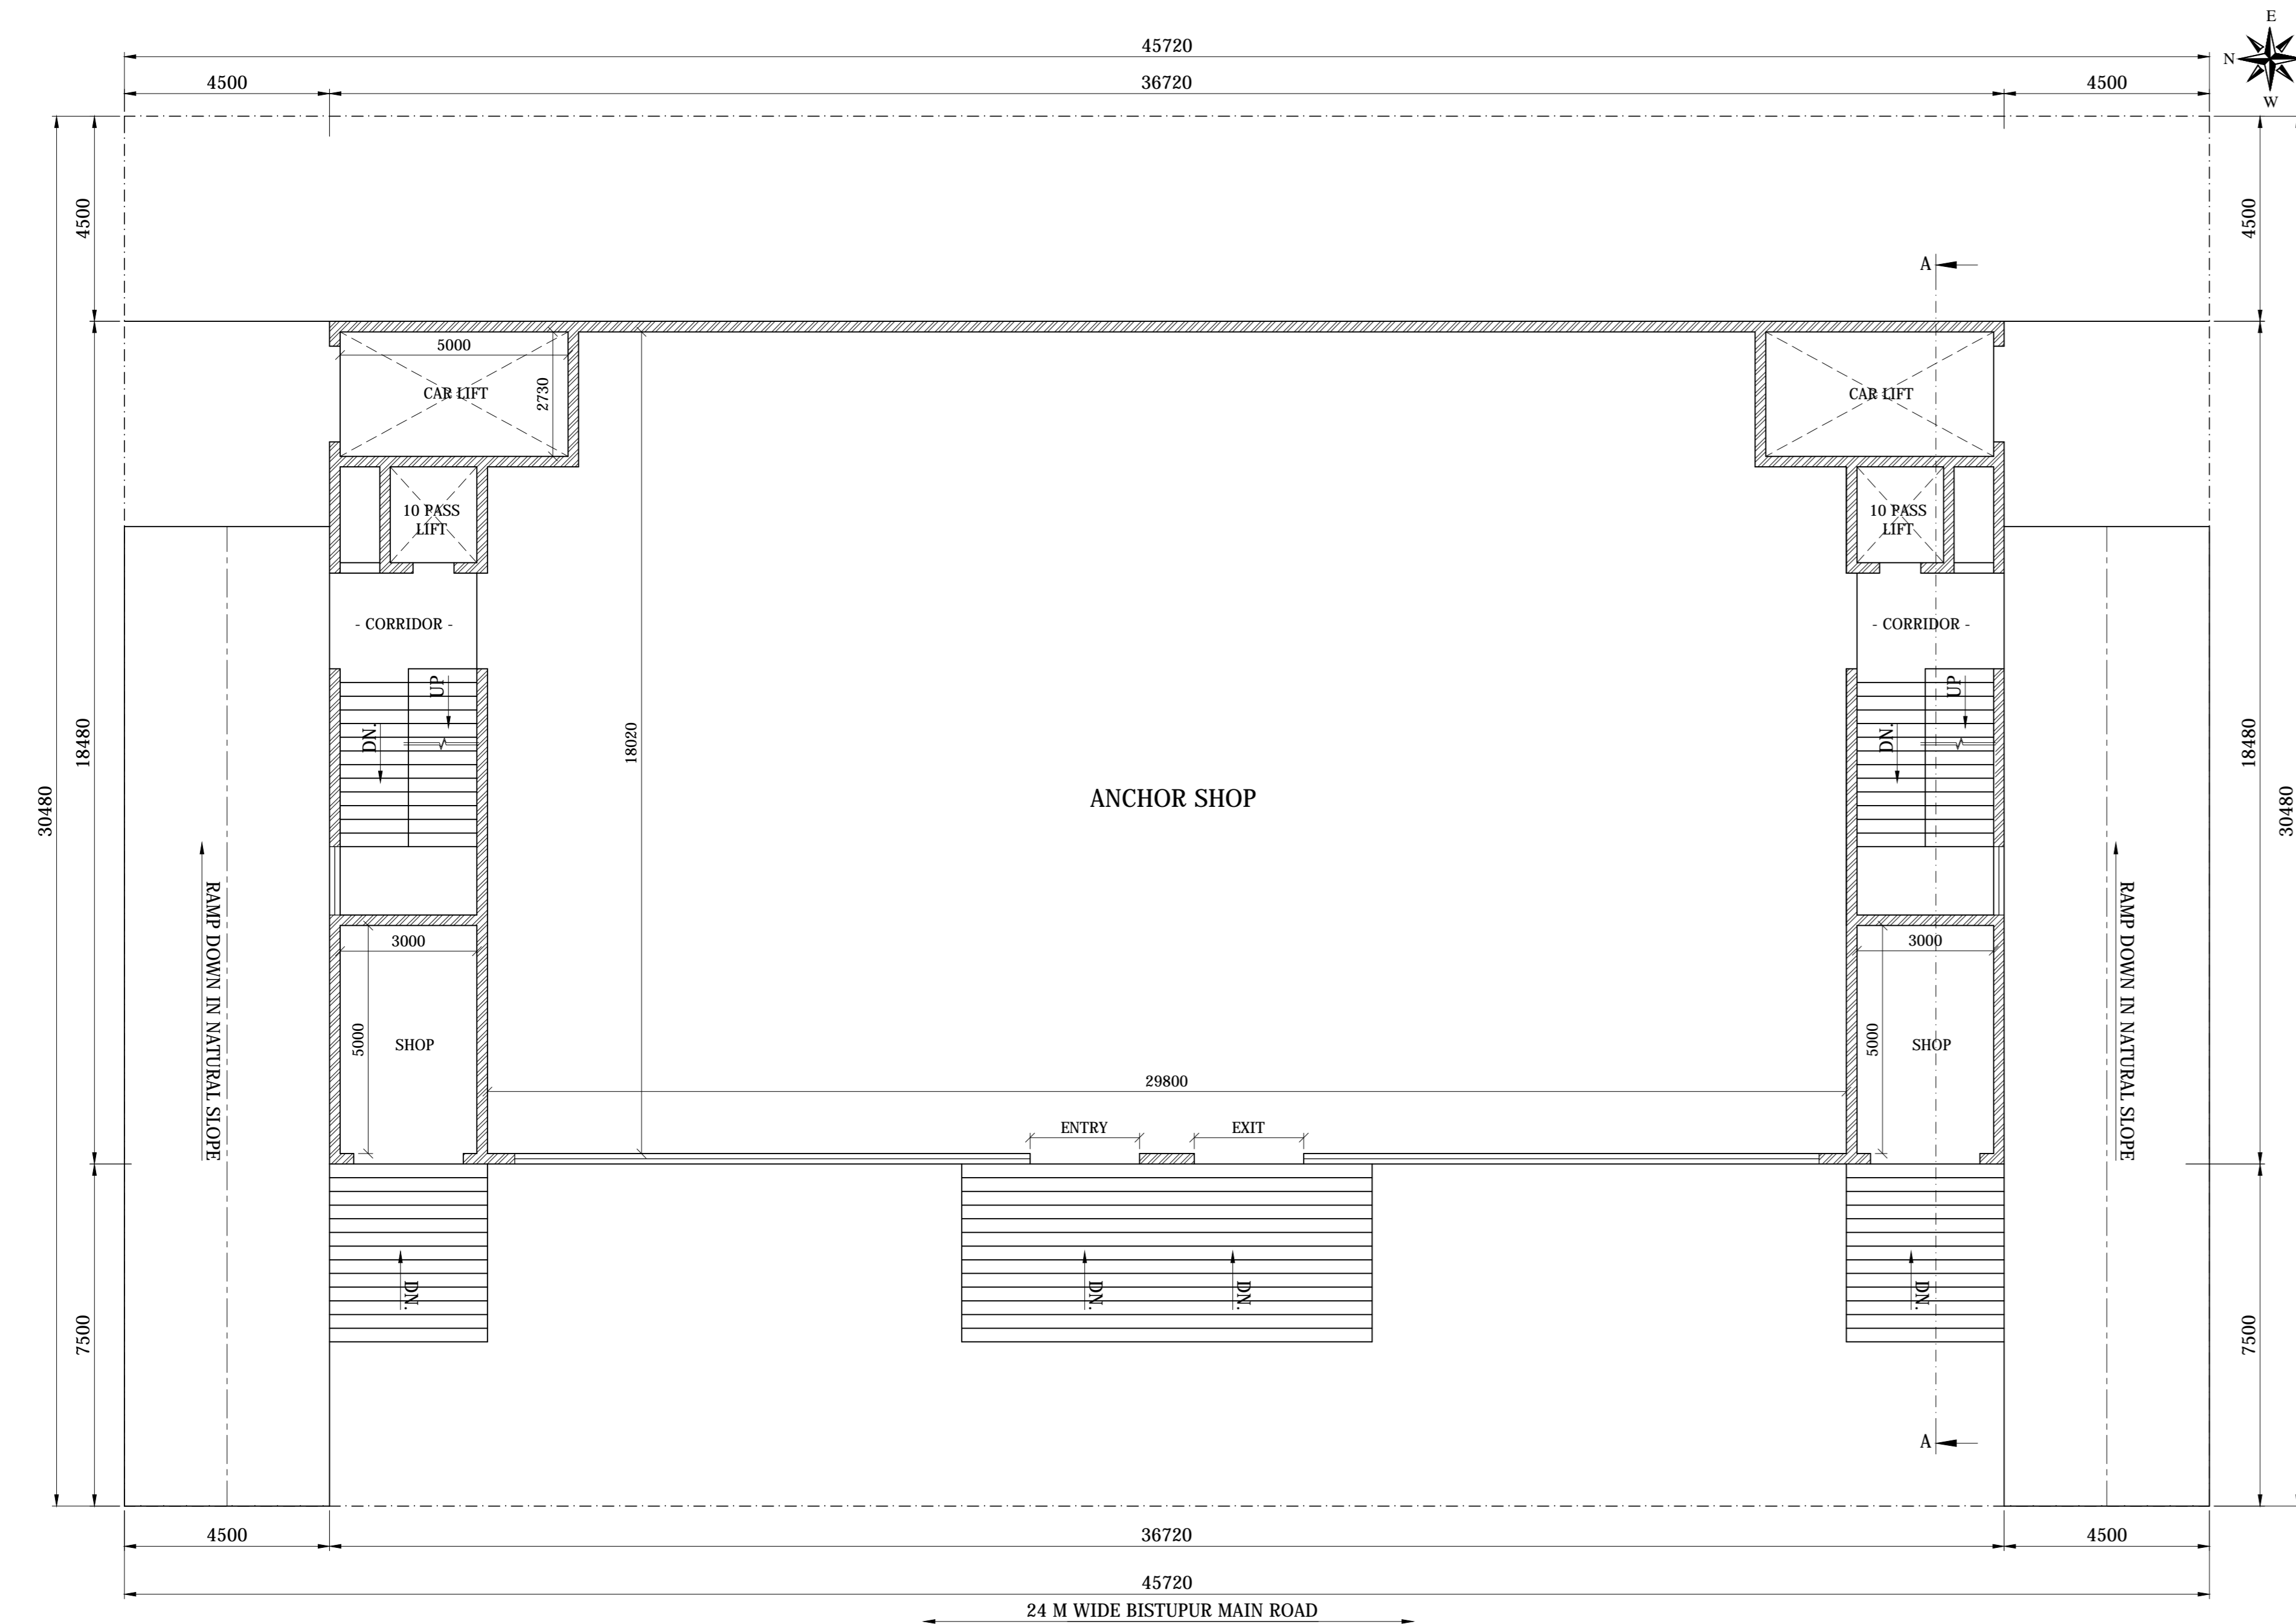 E
45720
N
4500
36720
4500
W
4500
4500
A
5000
CAR LIFT
2730
CAR LIFT
10 PASS
LIFT
10 PASS
LIFT
- CORRIDOR -
- CORRIDOR -
UP
DN.
UP
DN.
18480
18020
18480
30480
ANCHOR SHOP
30480
RAMP DOWN IN NATURAL SLOPE
RAMP DOWN IN NATURAL SLOPE
3000
3000
5000
SHOP
5000
SHOP
29800
ENTRY
EXIT
DN.
DN.
DN.
DN.
7500
7500
A
4500
36720
4500
45720
24 M WIDE BISTUPUR MAIN ROAD